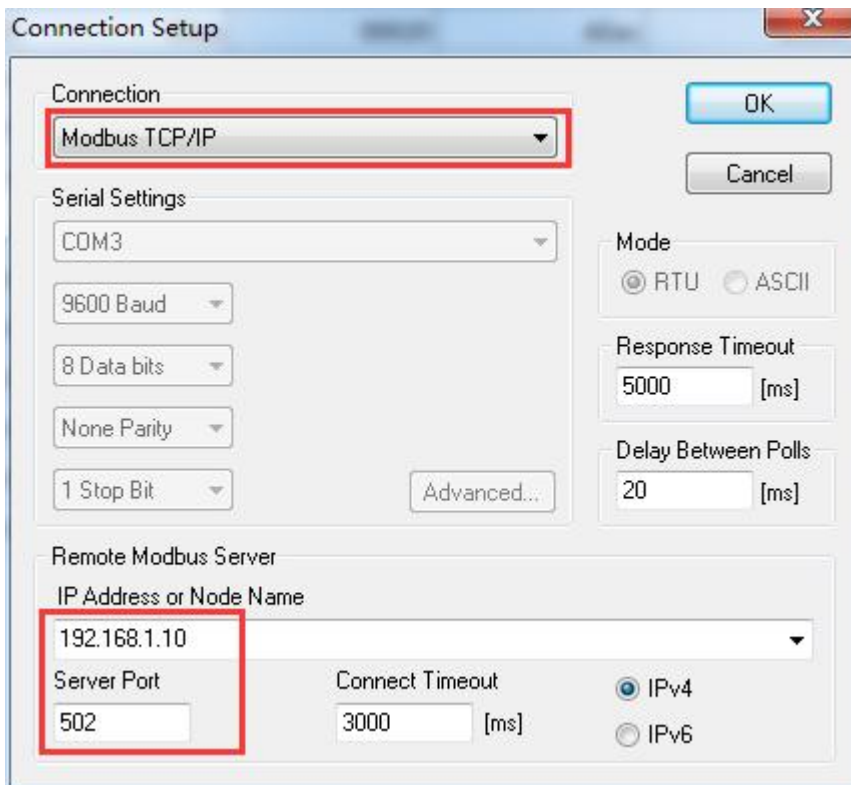 Connection Setup
Connection
OK
Modbus TCP/IP
Cancel
Serial Settings
COM3
Mode
RTU
ASCII
9600 Baud
Response Timeout
8 Data bits
5000 [ms]
None Parity
Delay Between Polls
1 Stop Bit
Advanced...
20 [ms]
Remote Modbus Server
IP Address or Node Name
192.168.1.10
Server Port
Connect Timeout
IPv4
502
3000 [ms]
IPv6